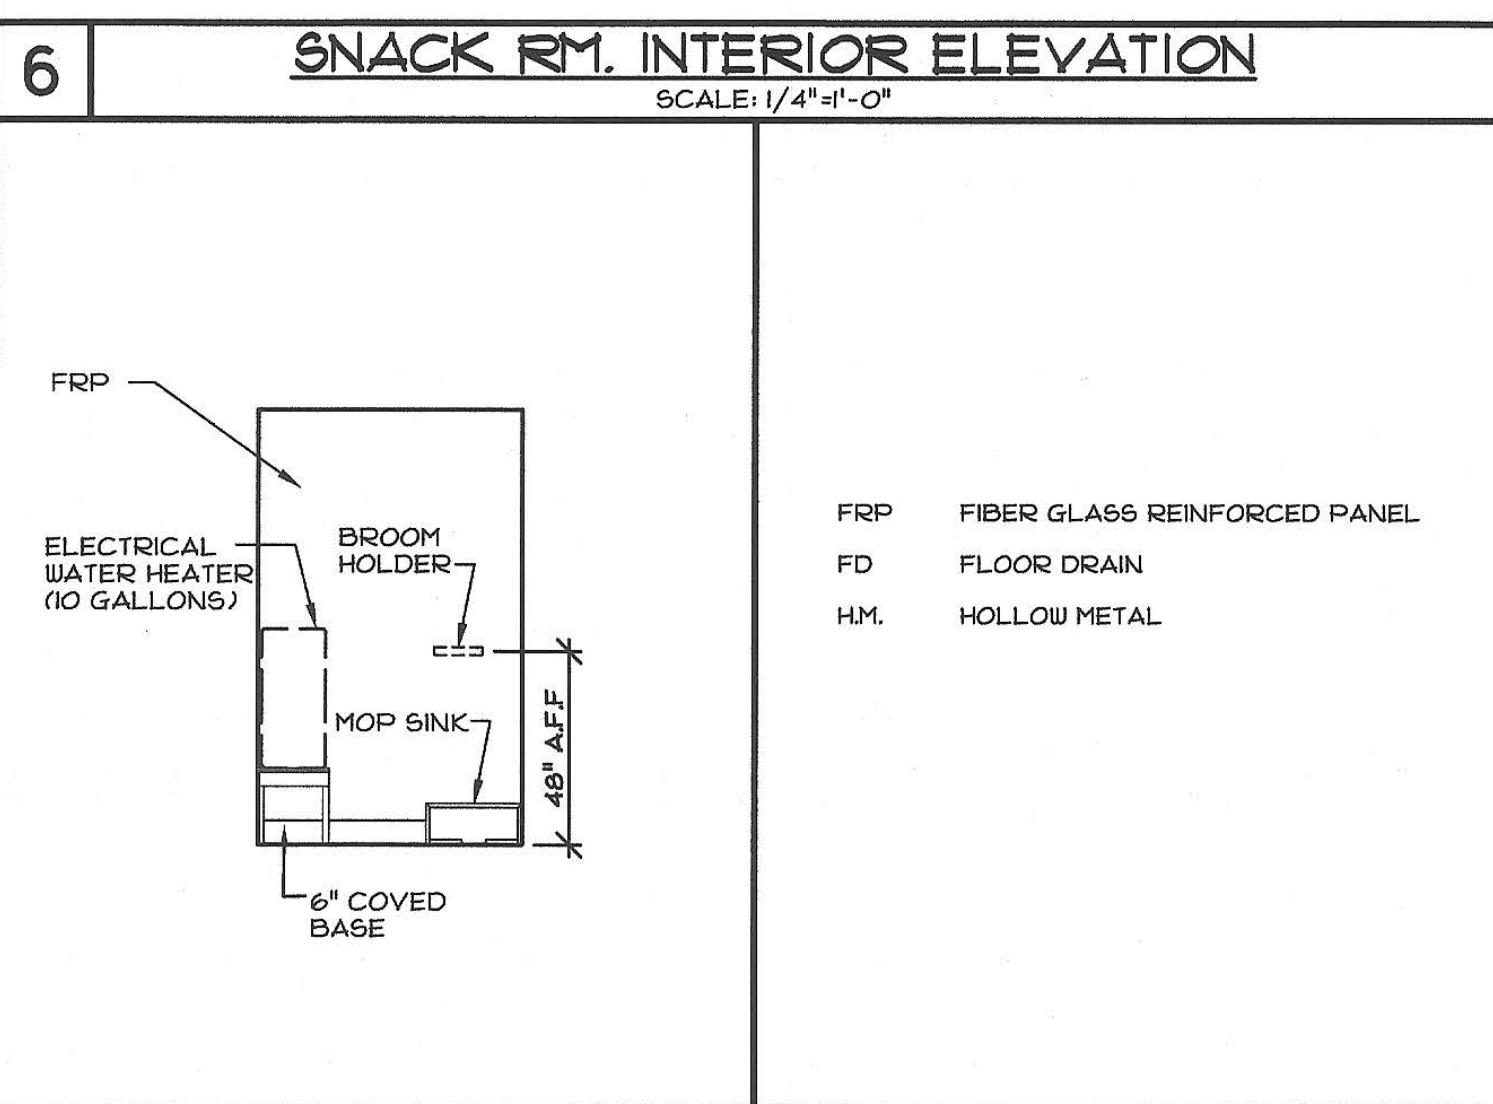 6
SNACK RM. INTERIOR ELEVATION
SCALE: 1/4"=1'-0"
FRP
ELECTRICAL
WATER HEATER
(10 GALLONS)
BROOM
HOLDER
MOP SINK
48" A.F.F
6" COVED
BASE
FRP FIBER GLASS REINFORCED PANEL
FD FLOOR DRAIN
H.M. HOLLOW METAL